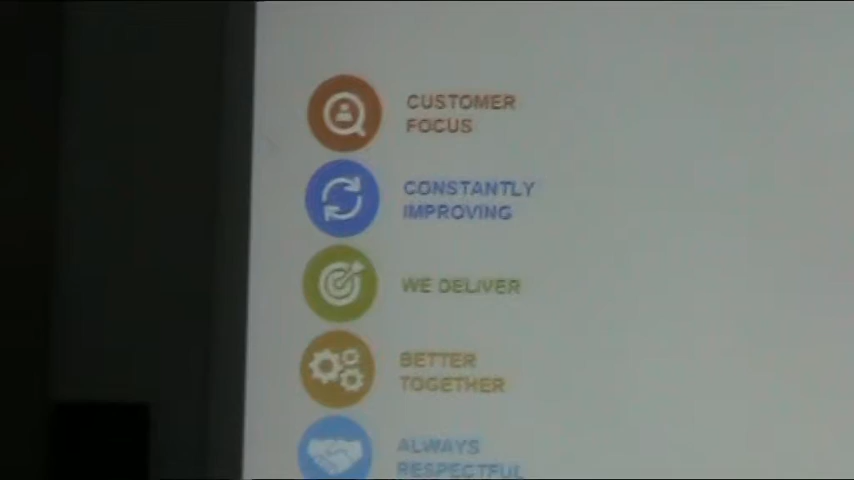 CUSTOMER
FOCUS
CONSTANTLY
IMPROVING
WE DELIVER
BETTER
TOGETHER
ALWAYS
RESPECTFUL